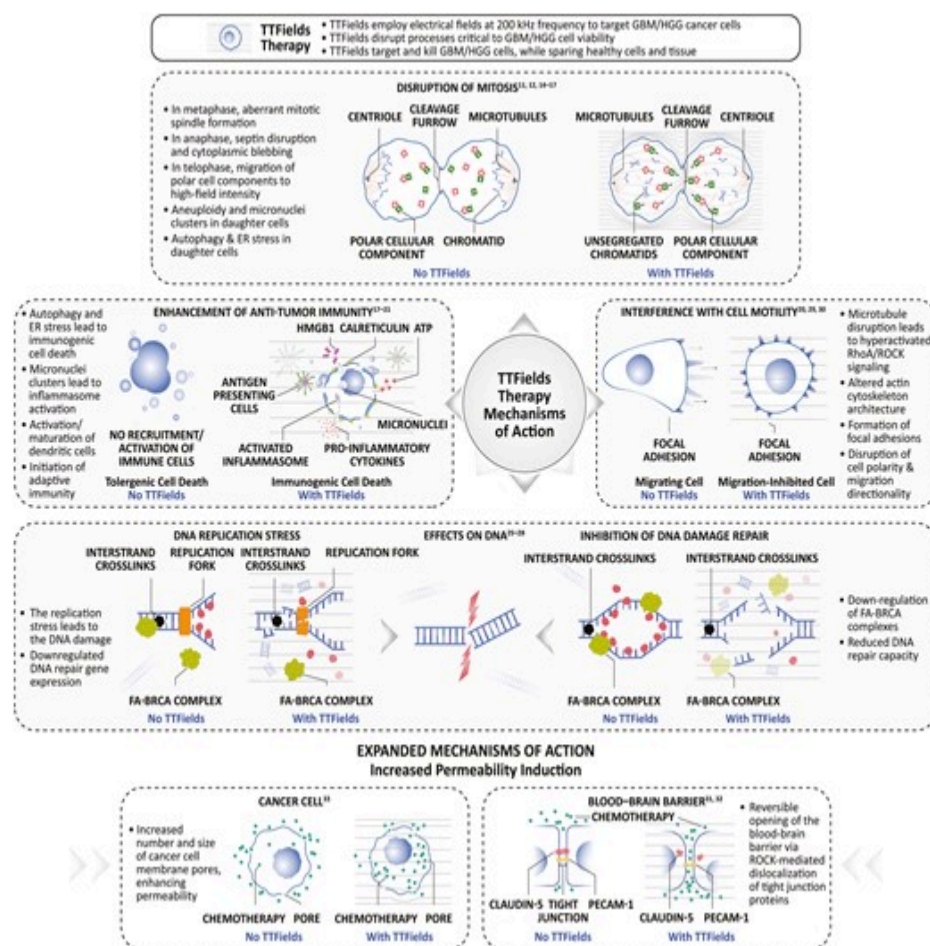 TTFields
Therapy
• TTFields employ electrical fields at 200 kHz frequency to target GBM/HGG cancer cells
• TTFields disrupt processes critical to GBM/HGG cell viability
• TTFields target and kill GBM/HGG cells, while sparing healthy cells and tissue
DISRUPTION OF MITOSIS
• In metaphase, aberrant mitotic
spindle formation
• In anaphase, septin disruption
and cytoplasmic blebbing
• In telophase, migration of
polar cell components to
high-field intensity
• Aneuploidy and micronuclei
clusters in daughter cells
• Autophagy & ER stress in
daughter cells
CENTRIOLE
CLEAVAGE
FURROW
MICROTUBULES
POLAR CELLULAR
COMPONENT
CHROMATID
No TTFields
MICROTUBULES
CLEAVAGE
FURROW
CENTRIOLE
UNSEGREGATED
CHROMATIDS
POLAR CELLULAR
COMPONENT
With TTFields
ENHANCEMENT OF ANTI-TUMOR IMMUNITY
• Autophagy and
ER stress lead to
immunogenic
cell death
• Micronuclei
clusters lead to
inflammasome
activation
• Activation/
maturation of
dendritic cells
• Initiation of
adaptive
immunity
NO RECRUITMENT/
ACTIVATION OF
IMMUNE CELLS
Tolergenic Cell Death
No TTFields
HMGB1 CALRETICULIN ATP
ANTIGEN
PRESENTING
CELLS
MICRONUCLEI
ACTIVATED
INFLAMMASOME
PRO-INFLAMMATORY
CYTOKINES
Immunogenic Cell Death
With TTFields
TTFields
Therapy
Mechanisms
of Action
INTERFERENCE WITH CELL MOTILITY
FOCAL
ADHESION
Migrating Cell
No TTFields
FOCAL
ADHESION
Migration-Inhibited Cell
With TTFields
• Microtubule
disruption leads
to hyperactivated
RhoA/ROCK
signaling
• Altered actin
cytoskeleton
architecture
• Formation of
focal adhesions
• Disruption of
cell polarity &
migration
directionality
EFFECTS ON DNA
DNA REPLICATION STRESS
INTERSTRAND
CROSSLINKS
REPLICATION
FORK
INTERSTRAND
CROSSLINKS
REPLICATION FORK
• The replication
stress leads to
the DNA damage
• Downregulated
DNA repair gene
expression
FA-BRCA COMPLEX
No TTFields
FA-BRCA COMPLEX
With TTFields
INHIBITION OF DNA DAMAGE REPAIR
INTERSTRAND CROSSLINKS
INTERSTRAND CROSSLINKS
FA-BRCA COMPLEX
No TTFields
FA-BRCA COMPLEX
With TTFields
• Down-regulation
of FA-BRCA
complexes
• Reduced DNA
repair capacity
EXPANDED MECHANISMS OF ACTION
Increased Permeability Induction
CANCER CELL
• Increased
number and size
of cancer cell
membrane pores,
enhancing
permeability
CHEMOTHERAPY PORE
No TTFields
CHEMOTHERAPY PORE
With TTFields
BLOOD–BRAIN BARRIER
CHEMOTHERAPY
CLAUDIN-5 TIGHT
JUNCTION
PECAM-1
No TTFields
CLAUDIN-5 PECAM-1
With TTFields
• Reversible
opening of the
blood-brain
barrier via
ROCK-mediated
dislocalization
of tight junction
proteins